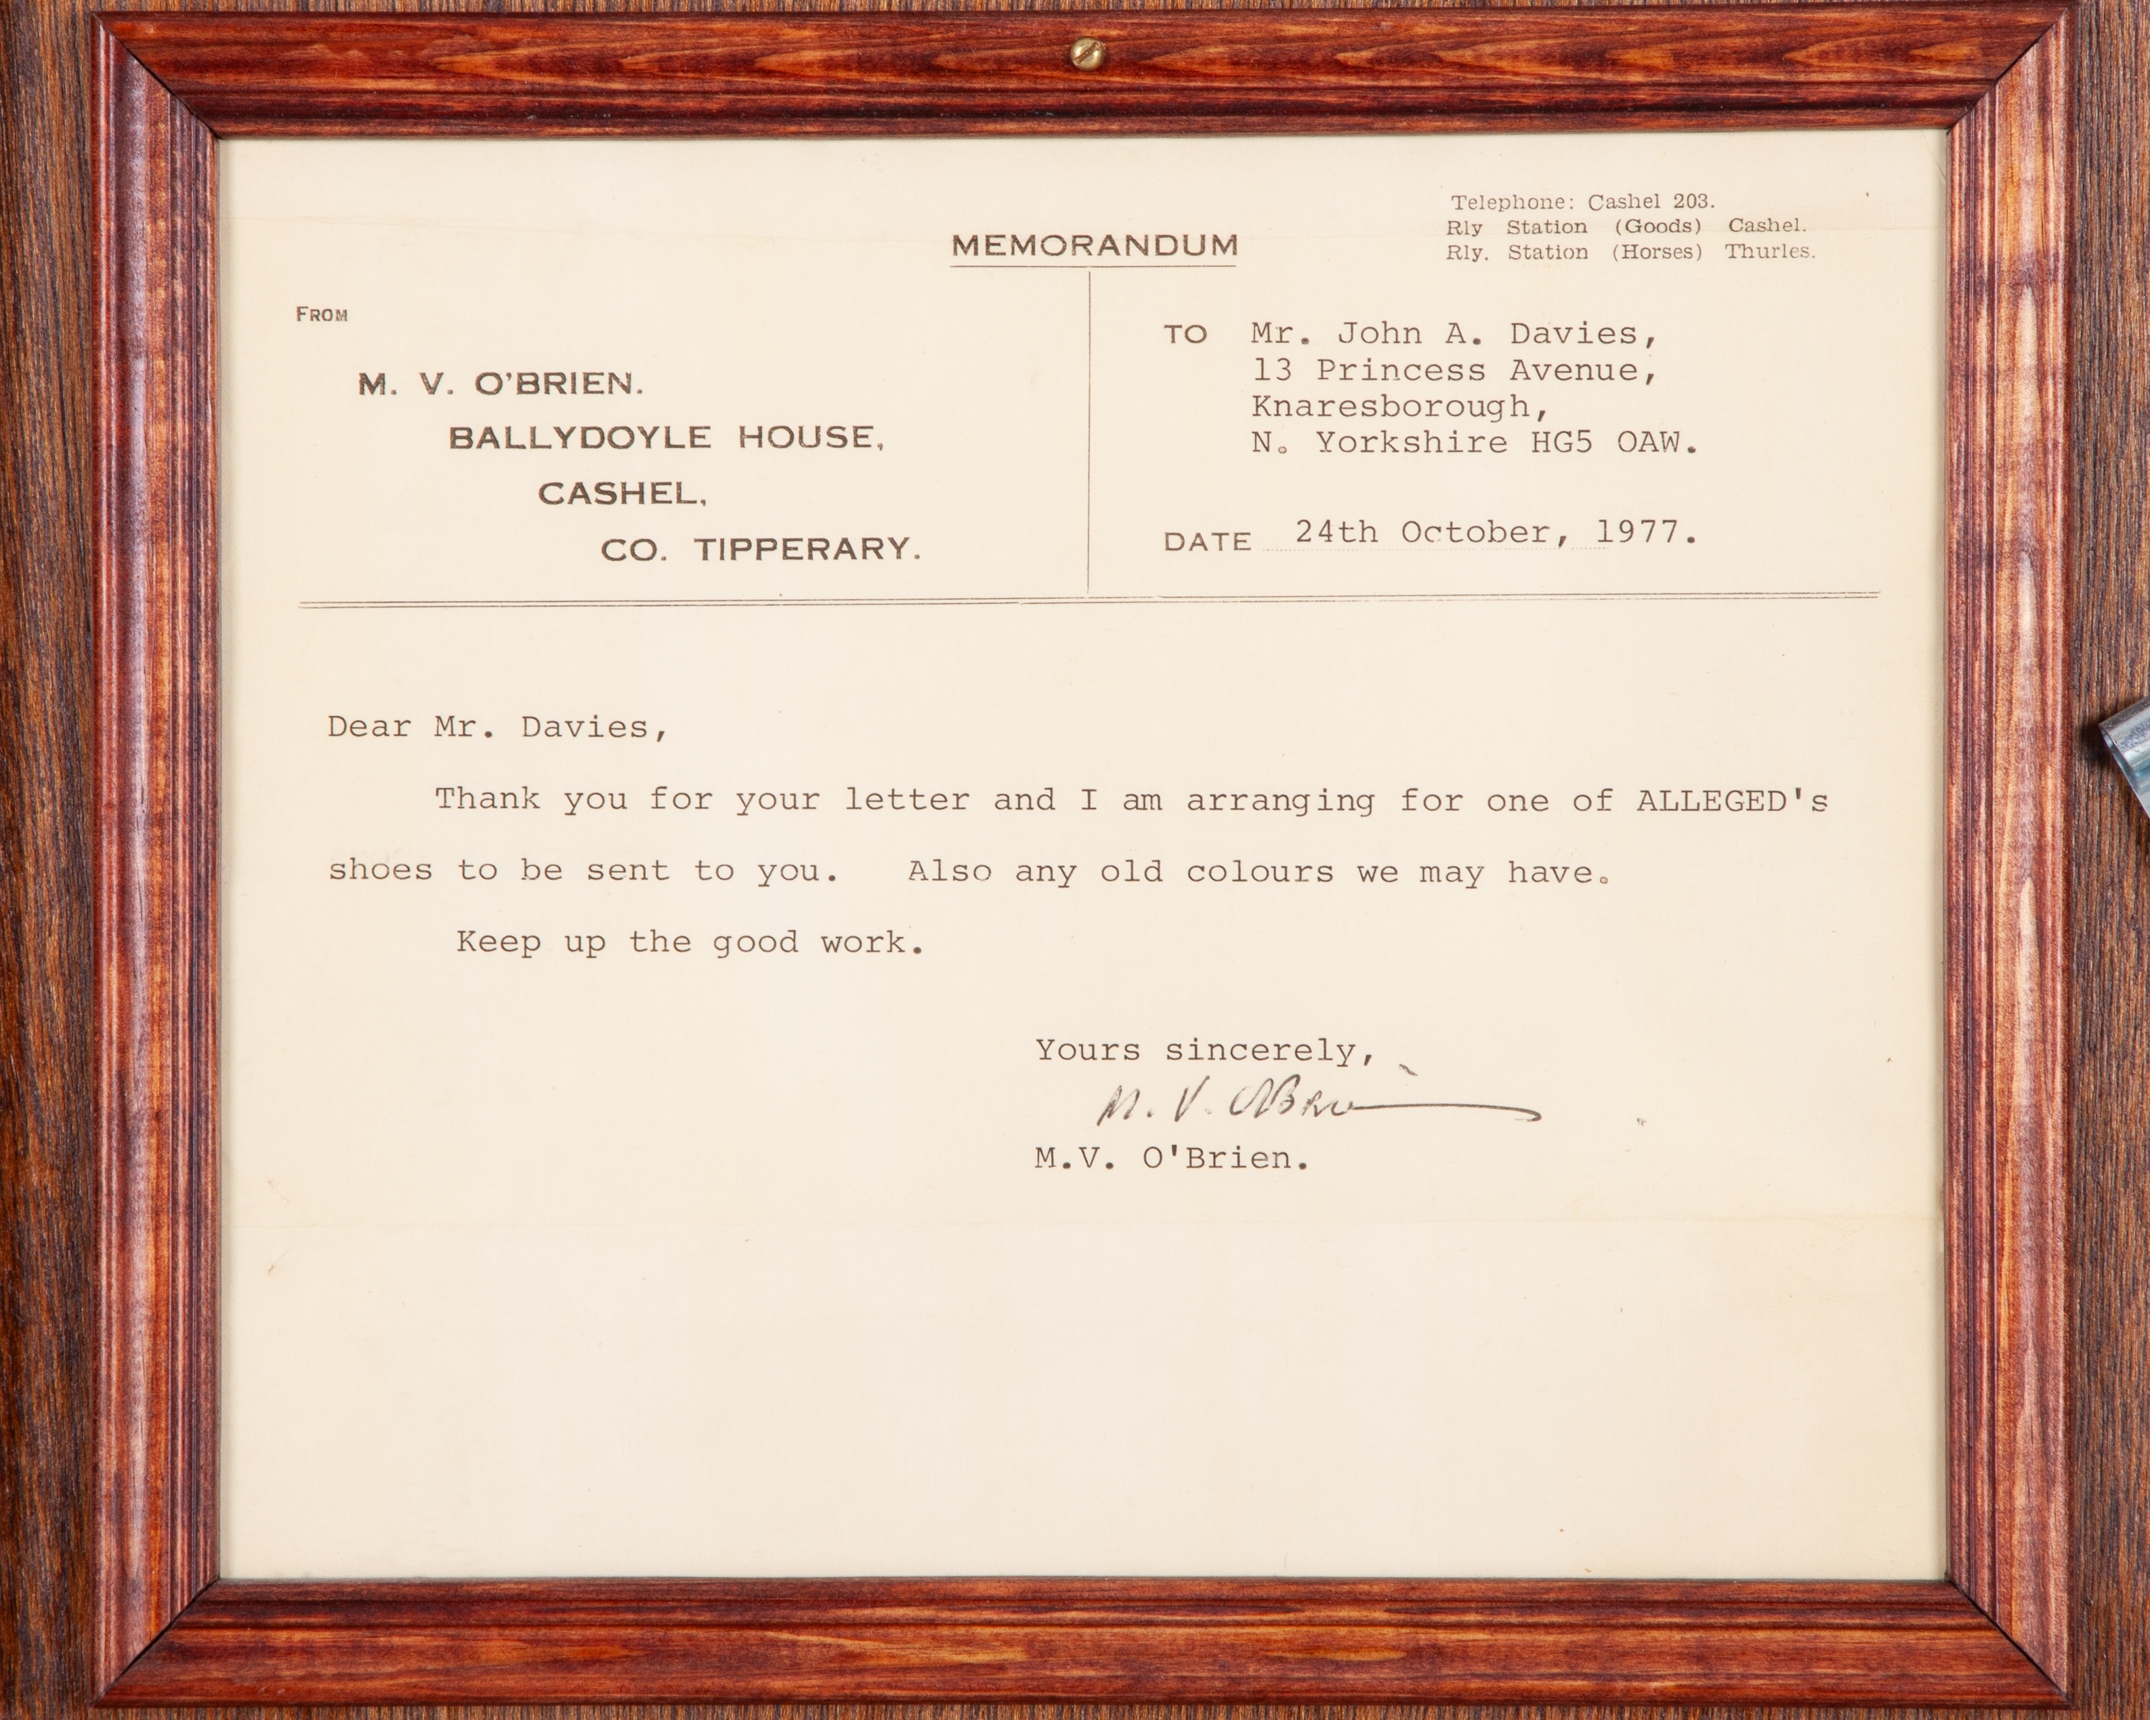 MEMORANDUM
Telephone: Cashel 203.
Rly Station (Goods) Cashel.
Rly. Station (Horses) Thurles.
FROM
M. V. O'BRIEN.
BALLYDOYLE HOUSE,
CASHEL,
CO. TIPPERARY.
TO Mr. John A. Davies,
13 Princess Avenue,
Knaresborough,
N. Yorkshire HG5 OAW.
DATE 24th October, 1977.
Dear Mr. Davies,
Thank you for your letter and I am arranging for one of ALLEGED's
shoes to be sent to you. Also any old colours we may have.
Keep up the good work.
Yours sincerely,
M. V. O'Brien
M.V. O'Brien.